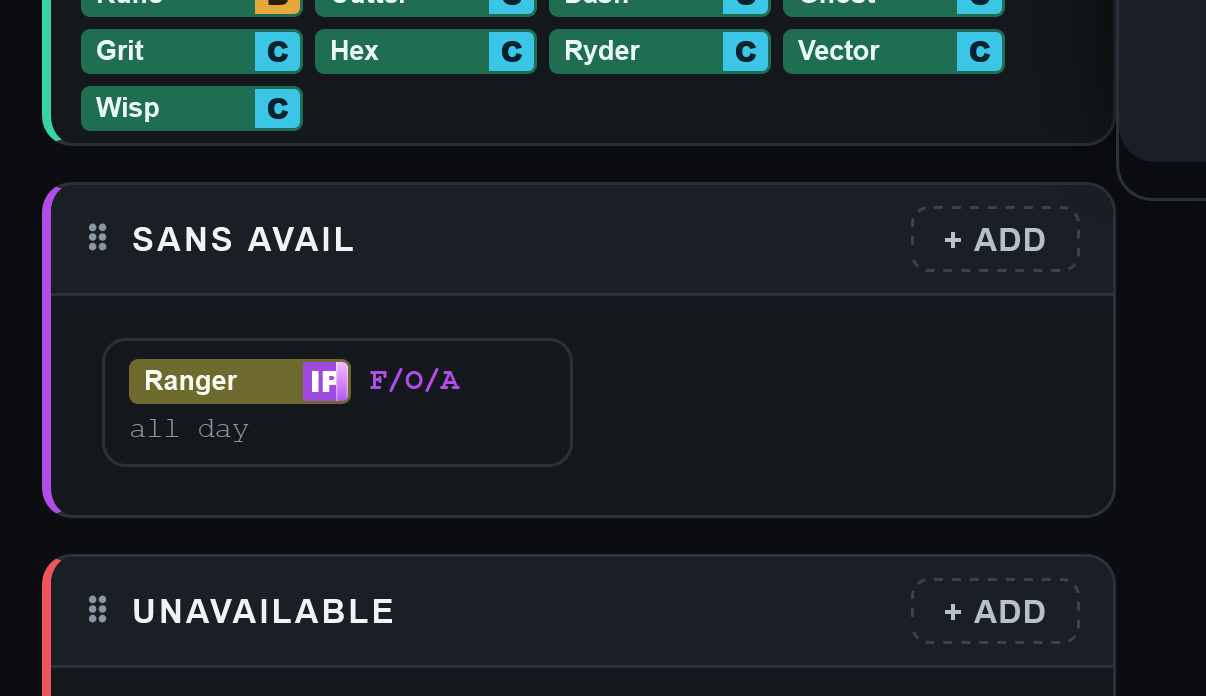 Grit C Hex C Ryder C Vector C
Wisp C
SANS AVAIL + ADD
Ranger IP F/O/A
all day
UNAVAILABLE + ADD